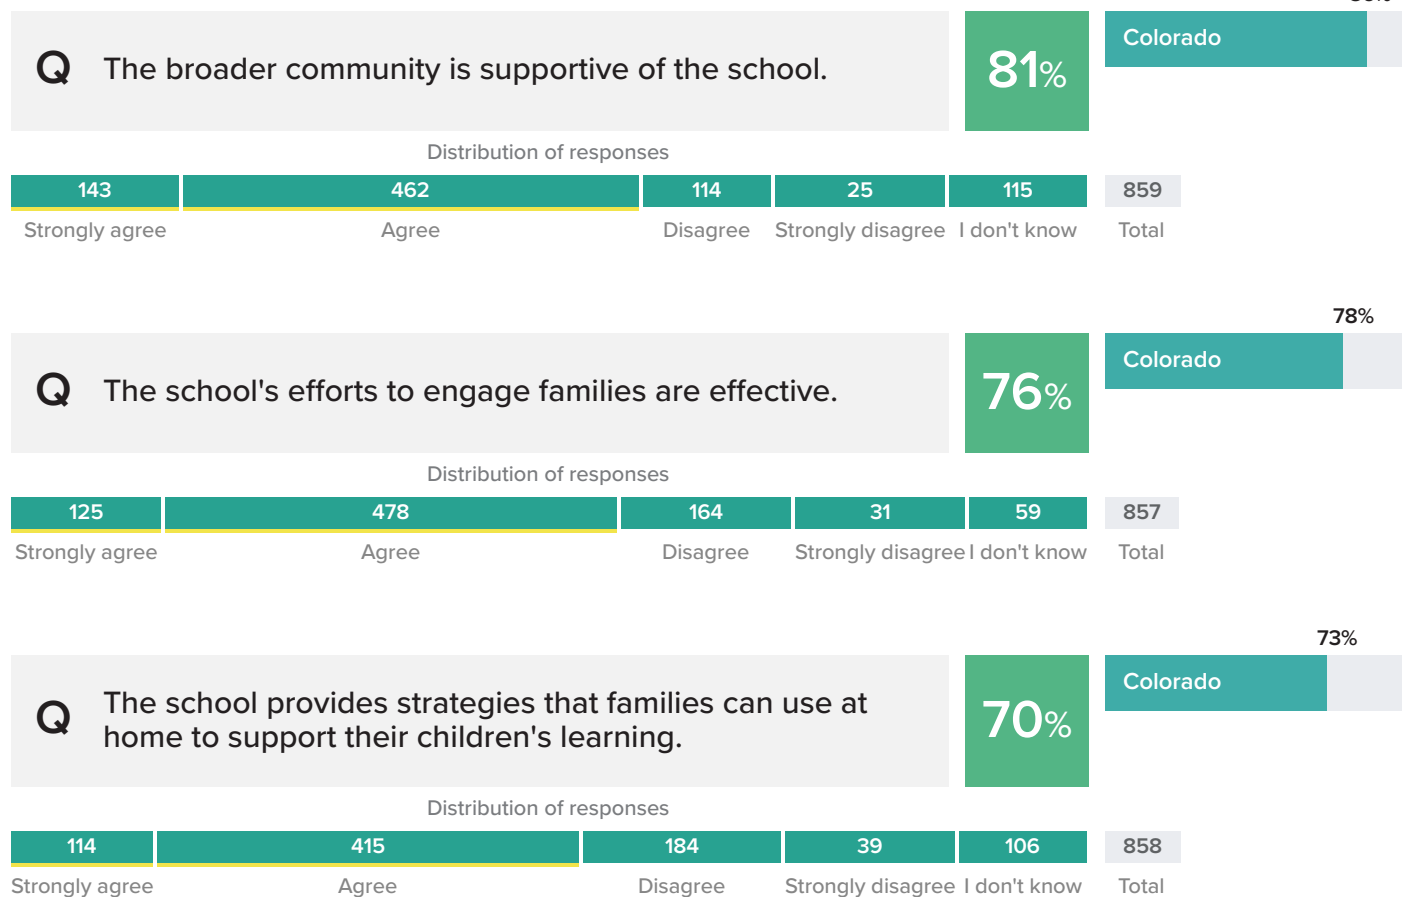 Q The broader community is supportive of the school. 81% Colorado
Distribution of responses
143 462 114 25 115 859
Strongly agree Agree Disagree Strongly disagree I don't know Total
78%
Q The school's efforts to engage families are effective. 76% Colorado
Distribution of responses
125 478 164 31 59 857
Strongly agree Agree Disagree Strongly disagree I don't know Total
73%
Colorado
Q The school provides strategies that families can use at
home to support their children's learning. 70%
Distribution of responses
114 415 184 39 106 858
Strongly agree Agree Disagree Strongly disagree I don't know Total